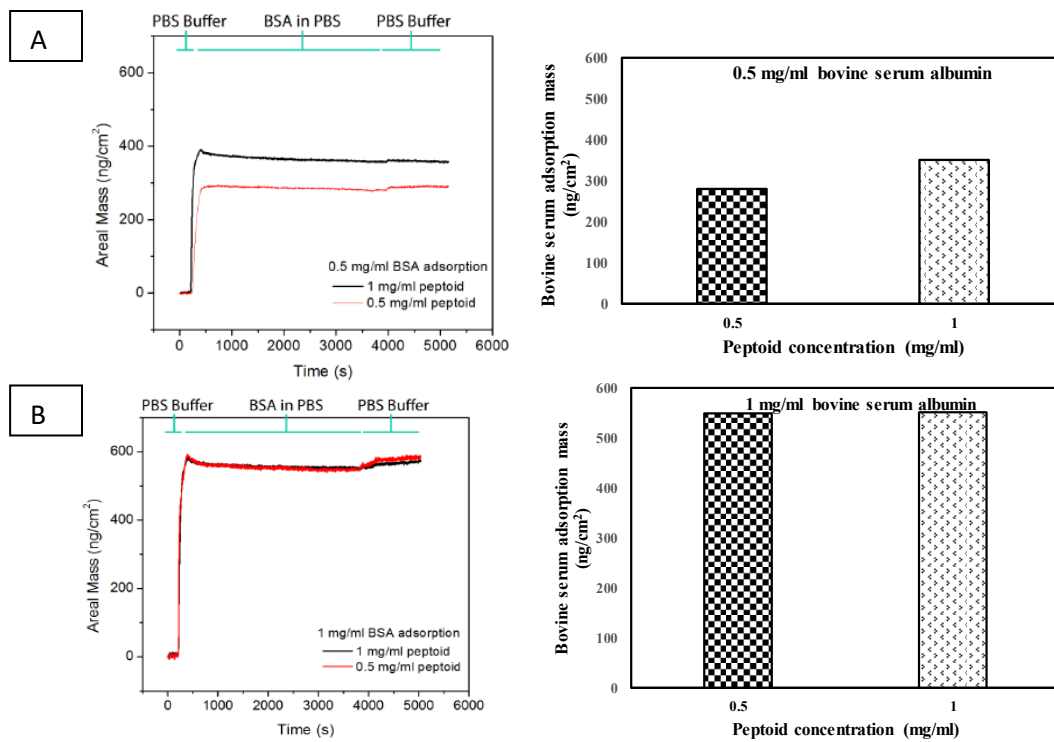 A
PBS Buffer BSA in PBS PBS Buffer
600
400
200
0
Areal Mass (ng/cm²)
0.5 mg/ml BSA adsorption
1 mg/ml peptoid
0.5 mg/ml peptoid
0 1000 2000 3000 4000 5000 6000
Time (s)
0.5 mg/ml bovine serum albumin
600
500
400
300
200
100
0
Bovine serum adsorption mass
(ng/cm²)
0.5 1
Peptoid concentration (mg/ml)
B
PBS Buffer BSA in PBS PBS Buffer
600
400
200
0
Areal Mass (ng/cm²)
1 mg/ml BSA adsorption
1 mg/ml peptoid
0.5 mg/ml peptoid
0 1000 2000 3000 4000 5000 6000
Time (s)
1 mg/ml bovine serum albumin
600
500
400
300
200
100
0
Bovine serum adsorption mass
(ng/cm²)
0.5 1
Peptoid concentration (mg/ml)